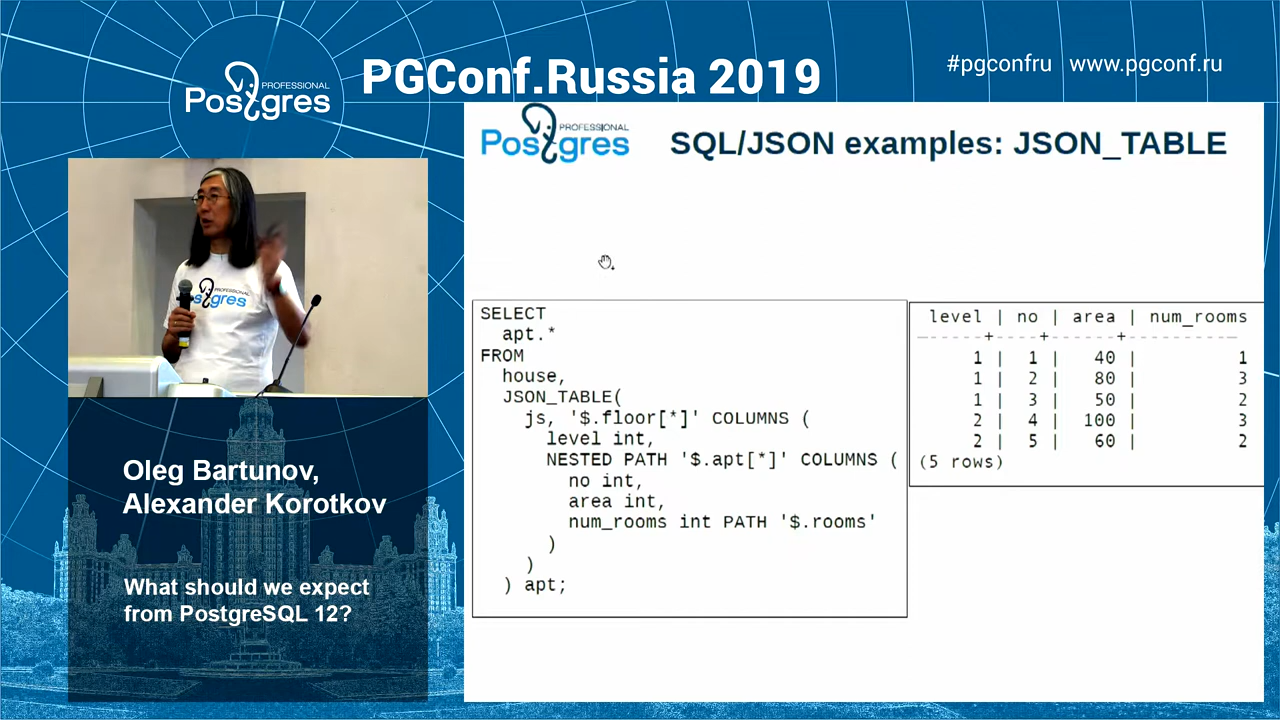 PROFESSIONAL
Postgres
PGConf.Russia 2019
#pgconfru www.pgconf.ru
PROFESSIONAL
Postgres
SQL/JSON examples: JSON_TABLE
PROFESSIONAL
Postgres
SELECT
apt.*
FROM
house,
JSON_TABLE(
js, '$.floor[*]' COLUMNS (
level int,
NESTED PATH '$.apt[*]' COLUMNS (
no int,
area int,
num_rooms int PATH '$.rooms'
)
)
) apt;
level | no | area | num_rooms
-------+----+------+-----------
1 | 1 | 40 | 1
1 | 2 | 80 | 3
1 | 3 | 50 | 2
2 | 4 | 100 | 3
2 | 5 | 60 | 2
(5 rows)
Oleg Bartunov,
Alexander Korotkov
What should we expect
from PostgreSQL 12?